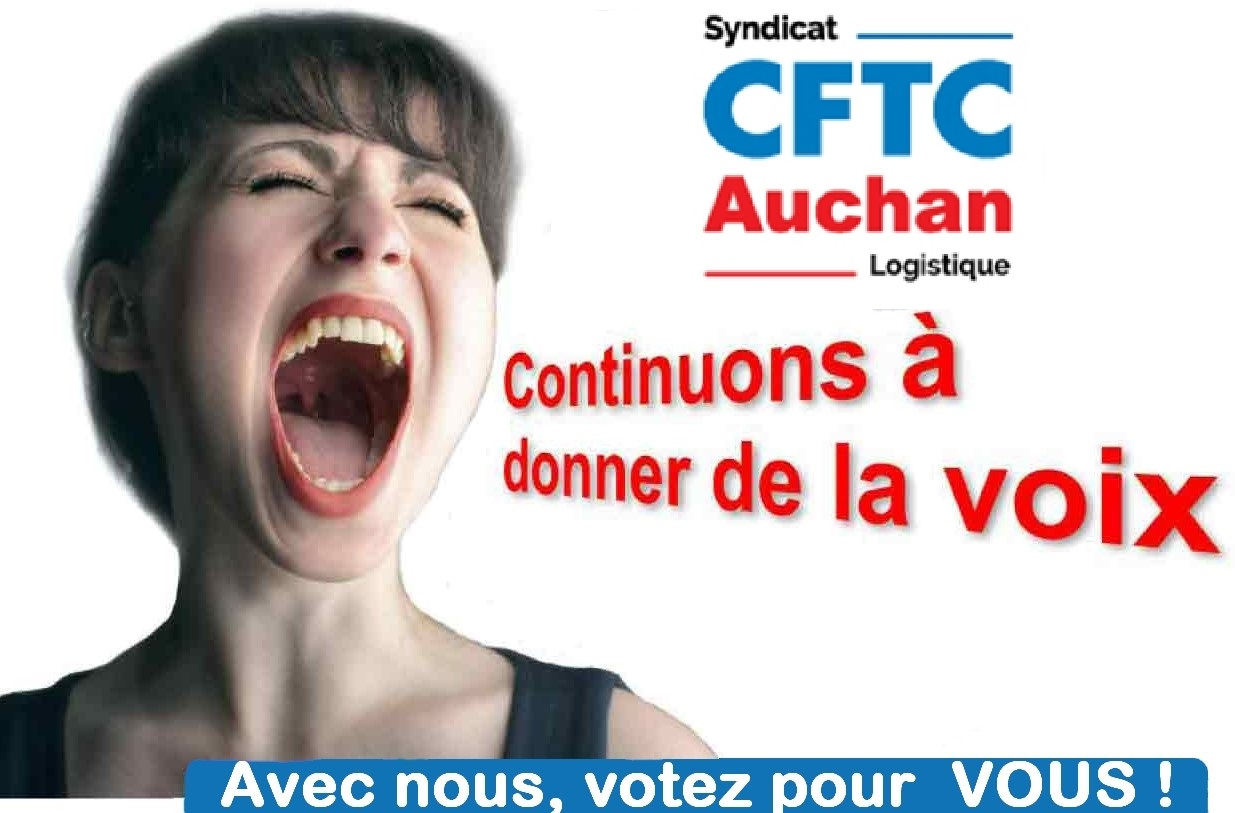 Syndicat
CFTC
Auchan
Logistique
Continuons à
donner de la voix
Avec nous, votez pour VOUS !